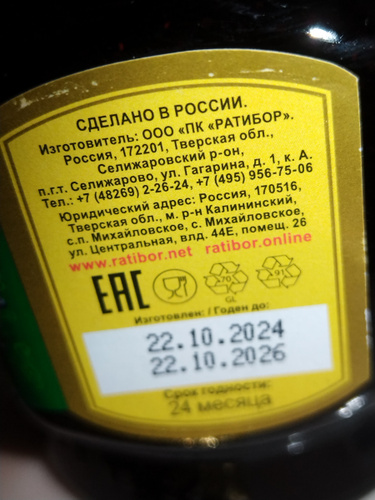 СДЕЛАНО В РОССИИ.
Изготовитель: ООО «ПК «РАТИБОР».
Россия, 172201, Тверская обл.,
Селижаровский р-он,
п.г.т. Селижарово, ул. Гагарина, д. 1, к. А.
Тел.: +7 (48269) 2-26-24, +7 (495) 956-75-06
Юридический адрес: Россия, 170516,
Тверская обл., м. р-н Калининский,
с.п. Михайловское, с. Михайловское,
ул. Центральная, влд. 44Е, помещ. 26
www.ratibor.net ratibor.online
EAC 70 91
GL
Изготовлен: / Годен до:
22.10.2024
22.10.2026
Срок годности:
24 месяца